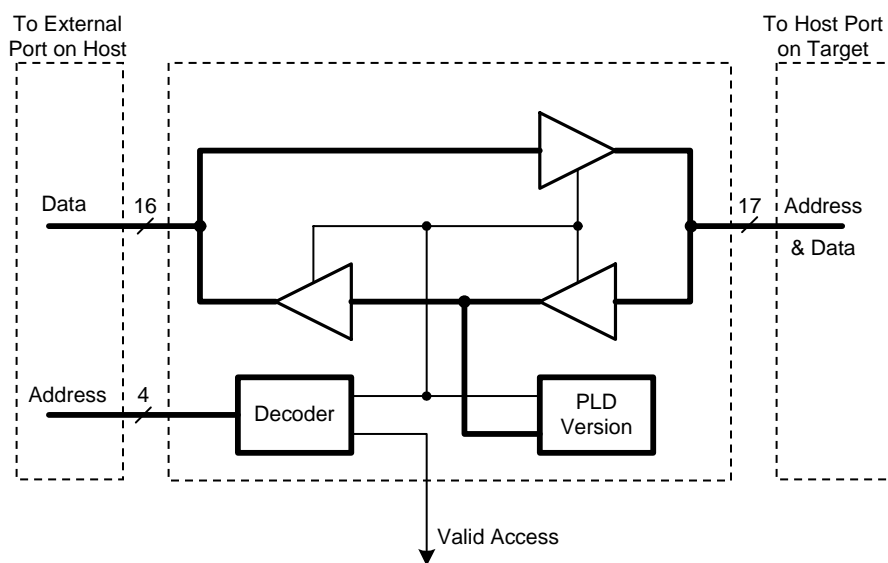 To External
Port on Host
To Host Port
on Target
Data
16
17
Address
& Data
Address
4
Decoder
PLD
Version
Valid Access